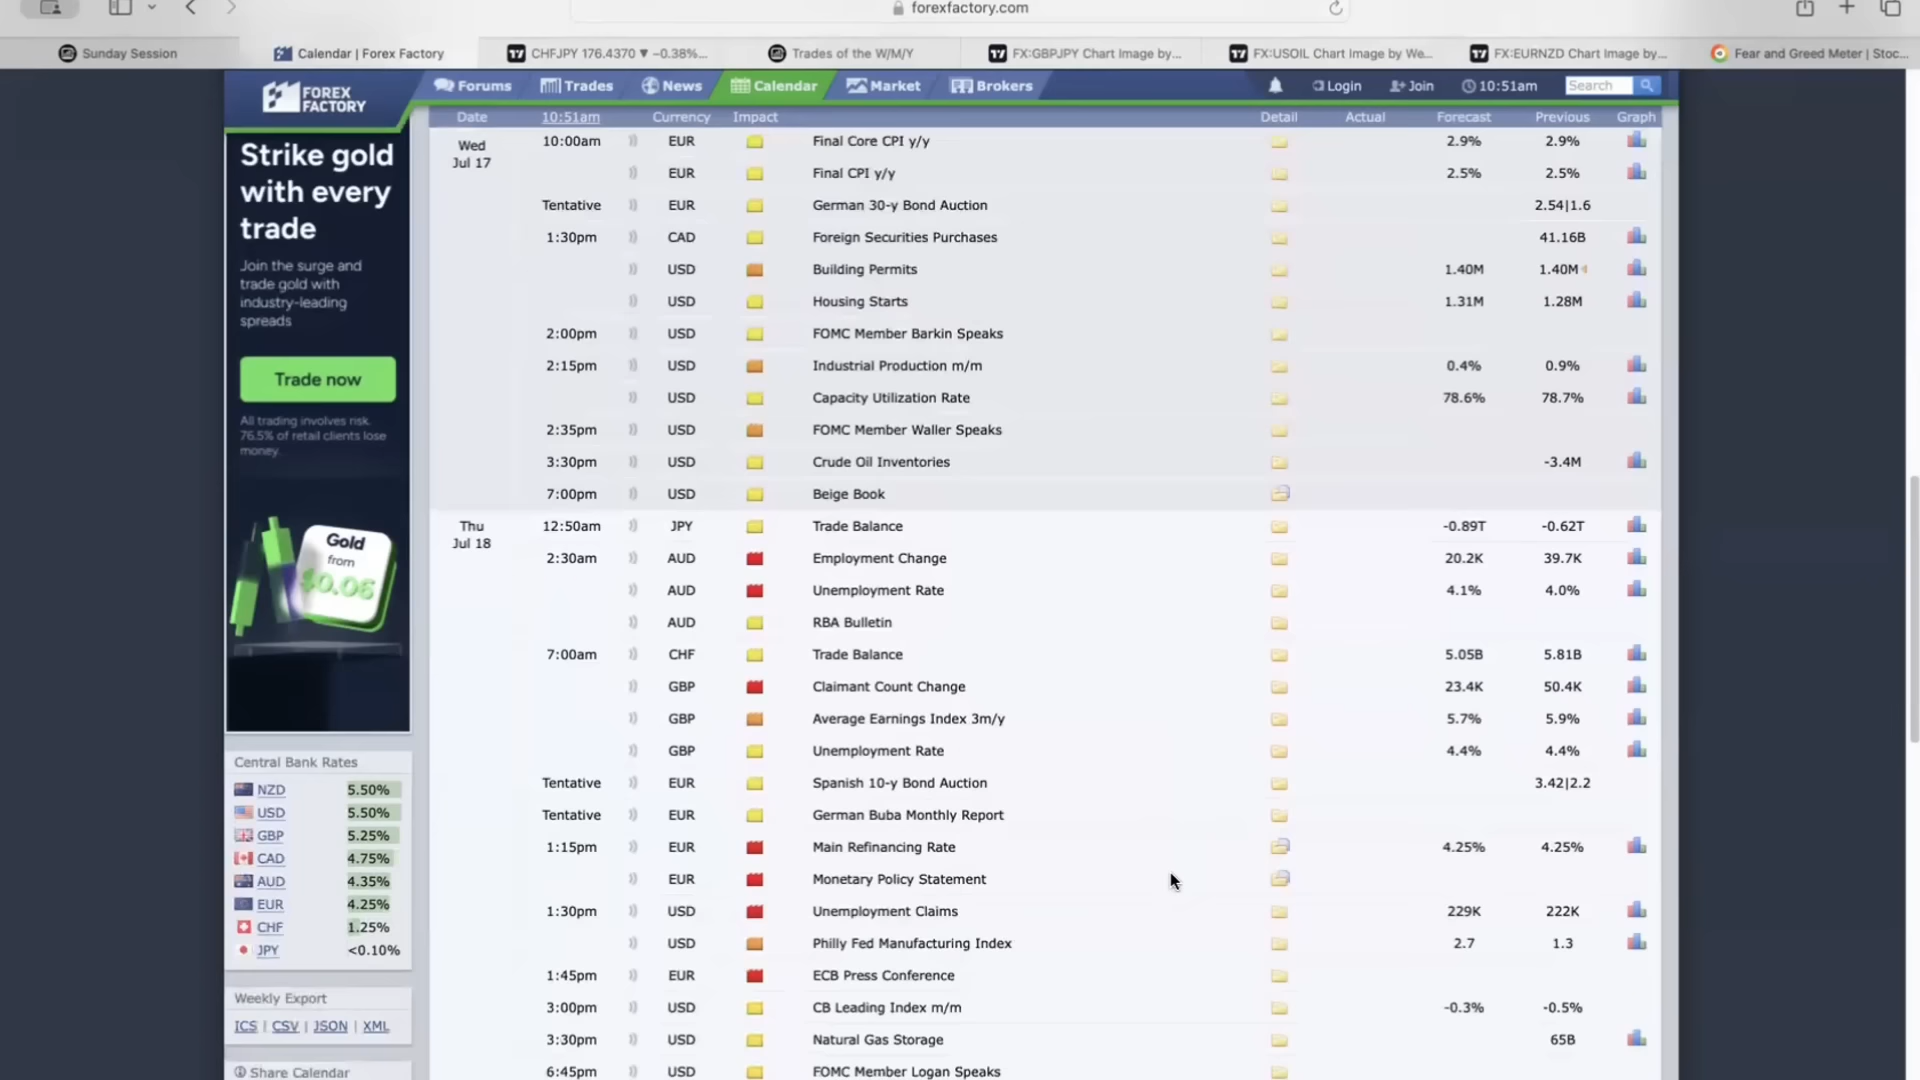 forexfactory.com
Sunday Session
Calendar | Forex Factory
CHFJPY 176.4370 ▼ −0.38%...
Trades of the W/M/Y
FX:GBPJPY Chart Image by...
FX:USOIL Chart Image by We...
FX:EURNZD Chart Image by...
Fear and Greed Meter | Stoc...
FOREX FACTORY
Forums Trades News Calendar Market Brokers Login Join 10:51am Search
Date 10:51am Currency Impact Detail Actual Forecast Previous Graph
Wed Jul 17
10:00am EUR Final Core CPI y/y 2.9% 2.9%
EUR Final CPI y/y 2.5% 2.5%
Tentative EUR German 30-y Bond Auction 2.54|1.6
1:30pm CAD Foreign Securities Purchases 41.16B
USD Building Permits 1.40M 1.40M
USD Housing Starts 1.31M 1.28M
2:00pm USD FOMC Member Barkin Speaks
2:15pm USD Industrial Production m/m 0.4% 0.9%
USD Capacity Utilization Rate 78.6% 78.7%
2:35pm USD FOMC Member Waller Speaks
3:30pm USD Crude Oil Inventories -3.4M
7:00pm USD Beige Book
Thu Jul 18
12:50am JPY Trade Balance -0.89T -0.62T
2:30am AUD Employment Change 20.2K 39.7K
AUD Unemployment Rate 4.1% 4.0%
AUD RBA Bulletin
7:00am CHF Trade Balance 5.05B 5.81B
GBP Claimant Count Change 23.4K 50.4K
GBP Average Earnings Index 3m/y 5.7% 5.9%
GBP Unemployment Rate 4.4% 4.4%
Tentative EUR Spanish 10-y Bond Auction 3.42|2.2
Tentative EUR German Buba Monthly Report
1:15pm EUR Main Refinancing Rate 4.25% 4.25%
EUR Monetary Policy Statement
1:30pm USD Unemployment Claims 229K 222K
USD Philly Fed Manufacturing Index 2.7 1.3
1:45pm EUR ECB Press Conference
3:00pm USD CB Leading Index m/m -0.3% -0.5%
3:30pm USD Natural Gas Storage 65B
6:45pm USD FOMC Member Logan Speaks
Strike gold
with every
trade
Join the surge and
trade gold with
industry-leading
spreads
Trade now
All trading involves risk.
76.5% of retail clients lose
money.
Gold
from
$0.06
Central Bank Rates
NZD 5.50%
USD 5.50%
GBP 5.25%
CAD 4.75%
AUD 4.35%
EUR 4.25%
CHF 1.25%
JPY <0.10%
Weekly Export
ICS | CSV | JSON | XML
Share Calendar